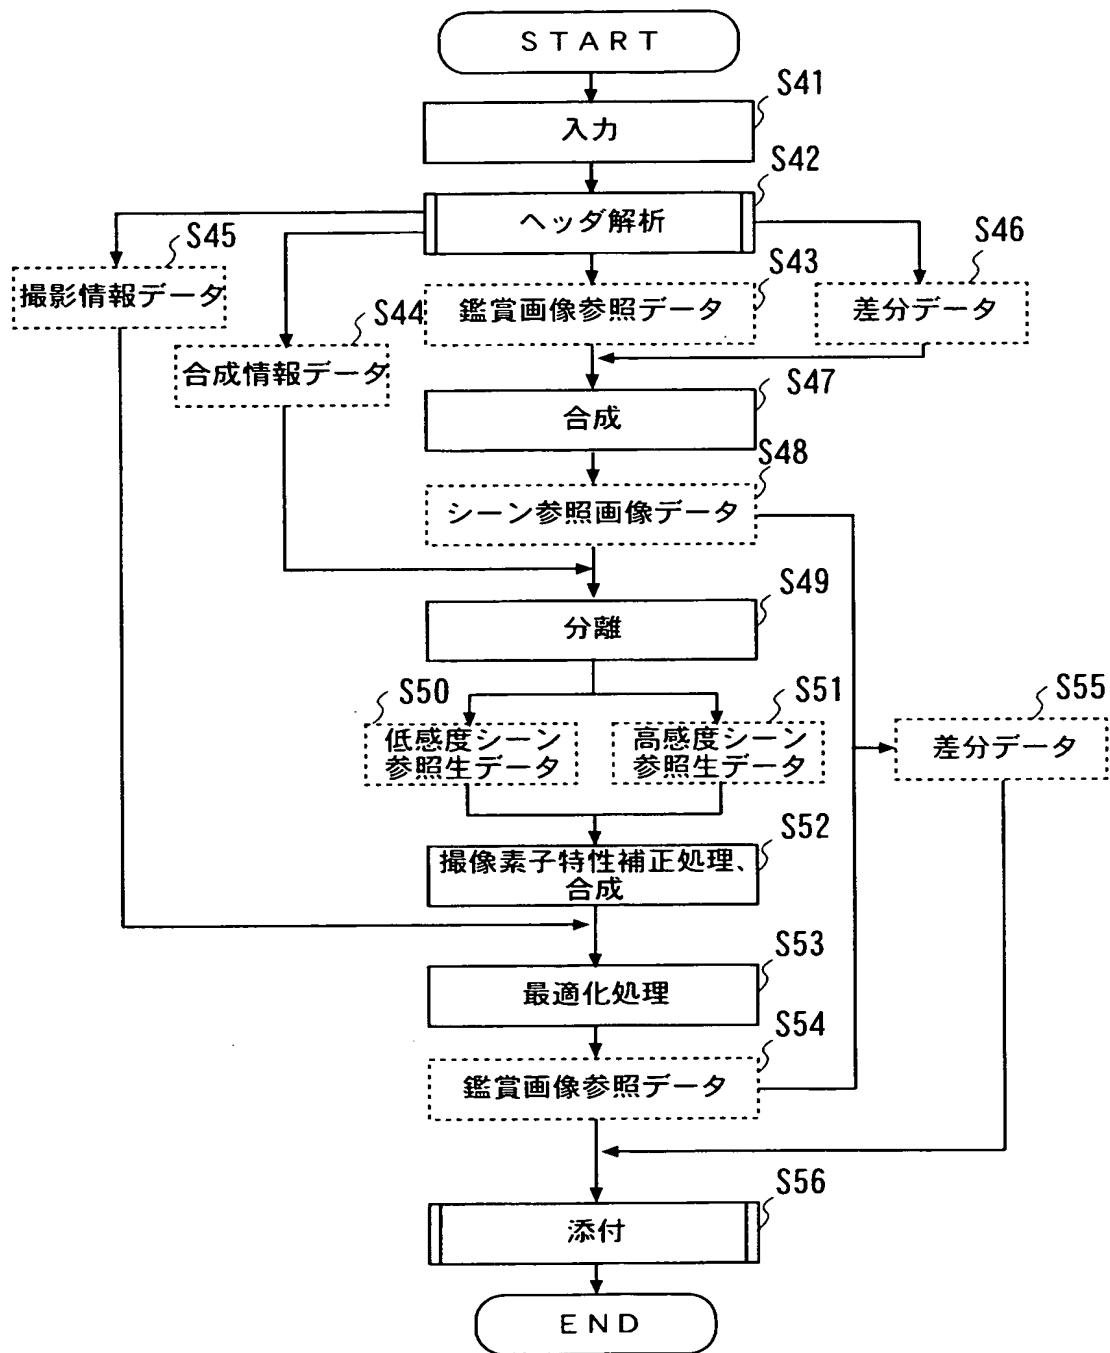 START
S41
入力
S42
ヘッダ解析
S45
撮影情報データ
S44
合成情報データ
S43
鑑賞画像参照データ
S46
差分データ
S47
合成
S48
シーン参照画像データ
S49
分離
S50
低感度シーン
参照生データ
S51
高感度シーン
参照生データ
S55
差分データ
S52
撮像素子特性補正処理、
合成
S53
最適化処理
S54
鑑賞画像参照データ
S56
添付
END